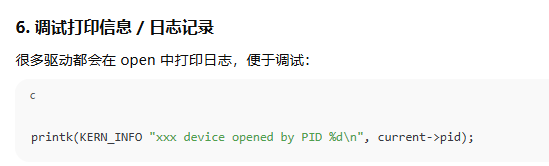 6. 调试打印信息 / 日志记录
很多驱动都会在 open 中打印日志，便于调试：
c
printk(KERN_INFO "xxx device opened by PID %d\n", current->pid);